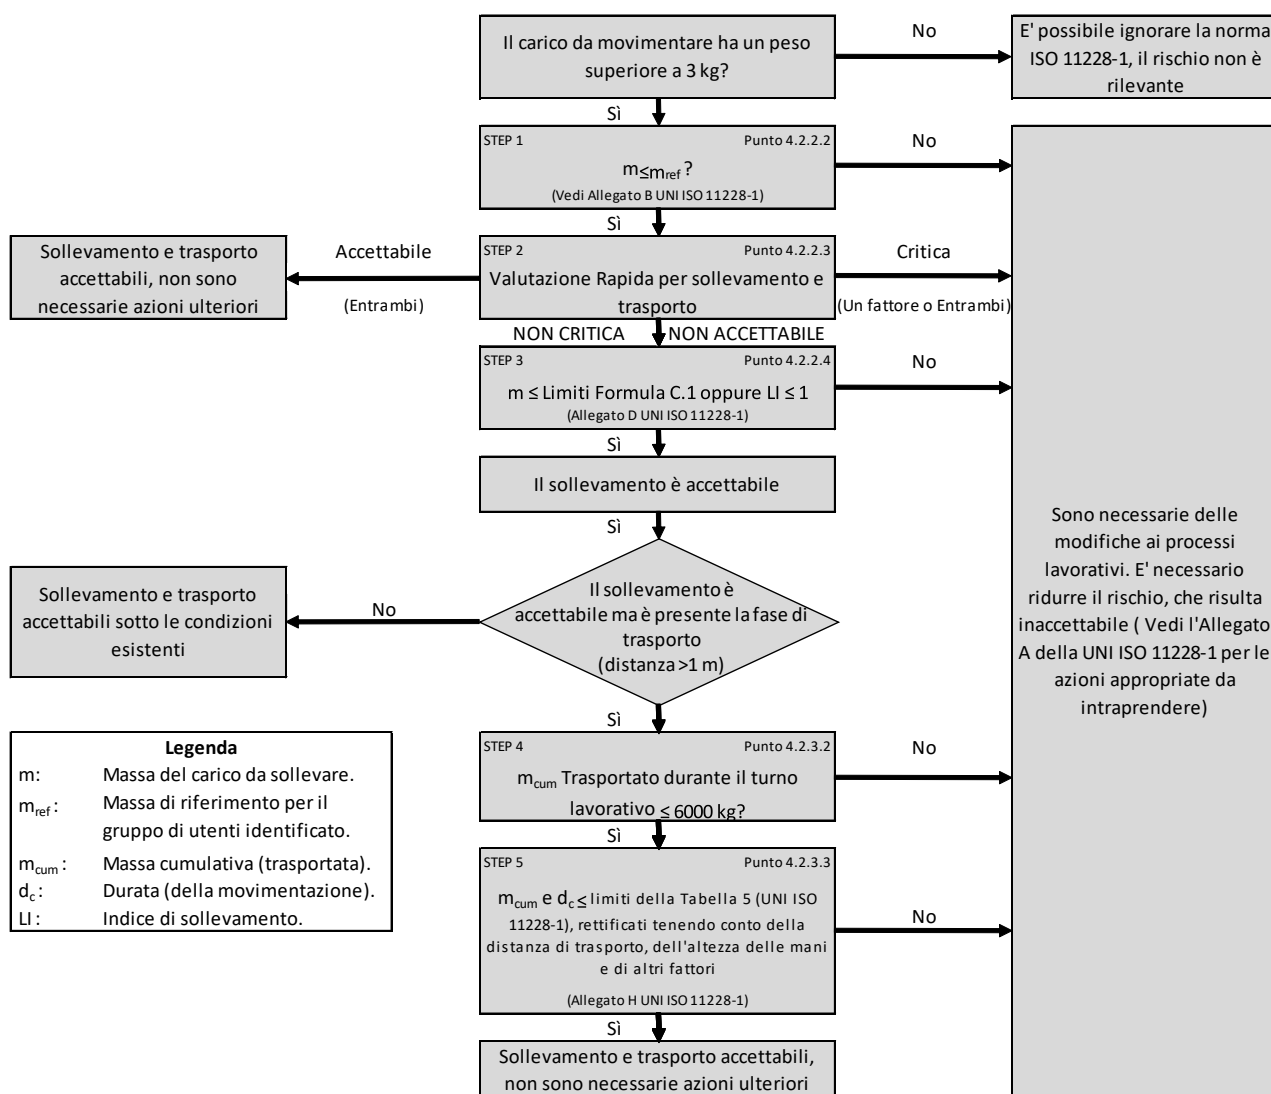 Il carico da movimentare ha un peso
superiore a 3 kg?
No
E' possibile ignorare la norma
ISO 11228-1, il rischio non è
rilevante
Sì
STEP 1 Punto 4.2.2.2
m≤mref ?
(Vedi Allegato B UNI ISO 11228-1)
No
Sì
Sollevamento e trasporto
accettabili, non sono
necessarie azioni ulteriori
Accettabile
(Entrambi)
STEP 2 Punto 4.2.2.3
Valutazione Rapida per sollevamento e
trasporto
Critica
(Un fattore o Entrambi)
NON CRITICA NON ACCETTABILE
STEP 3 Punto 4.2.2.4
m ≤ Limiti Formula C.1 oppure LI ≤ 1
(Allegato D UNI ISO 11228-1)
No
Sì
Il sollevamento è accettabile
Sì
Sollevamento e trasporto
accettabili sotto le condizioni
esistenti
No
Il sollevamento è
accettabile ma è presente la fase di
trasporto
(distanza >1 m)
Sono necessarie delle
modifiche ai processi
lavorativi. E' necessario
ridurre il rischio, che risulta
inaccettabile ( Vedi l'Allegato
A della UNI ISO 11228-1 per le
azioni appropriate da
intraprendere)
Sì
STEP 4 Punto 4.2.3.2
mcum Trasportato durante il turno
lavorativo ≤ 6000 kg?
No
Sì
STEP 5 Punto 4.2.3.3
mcum e dc ≤ limiti della Tabella 5 (UNI ISO
11228-1), rettificati tenendo conto della
distanza di trasporto, dell'altezza delle mani
e di altri fattori
(Allegato H UNI ISO 11228-1)
No
Sì
Sollevamento e trasporto accettabili,
non sono necessarie azioni ulteriori
Legenda
m: Massa del carico da sollevare.
mref : Massa di riferimento per il
gruppo di utenti identificato.
mcum : Massa cumulativa (trasportata).
dc : Durata (della movimentazione).
LI : Indice di sollevamento.